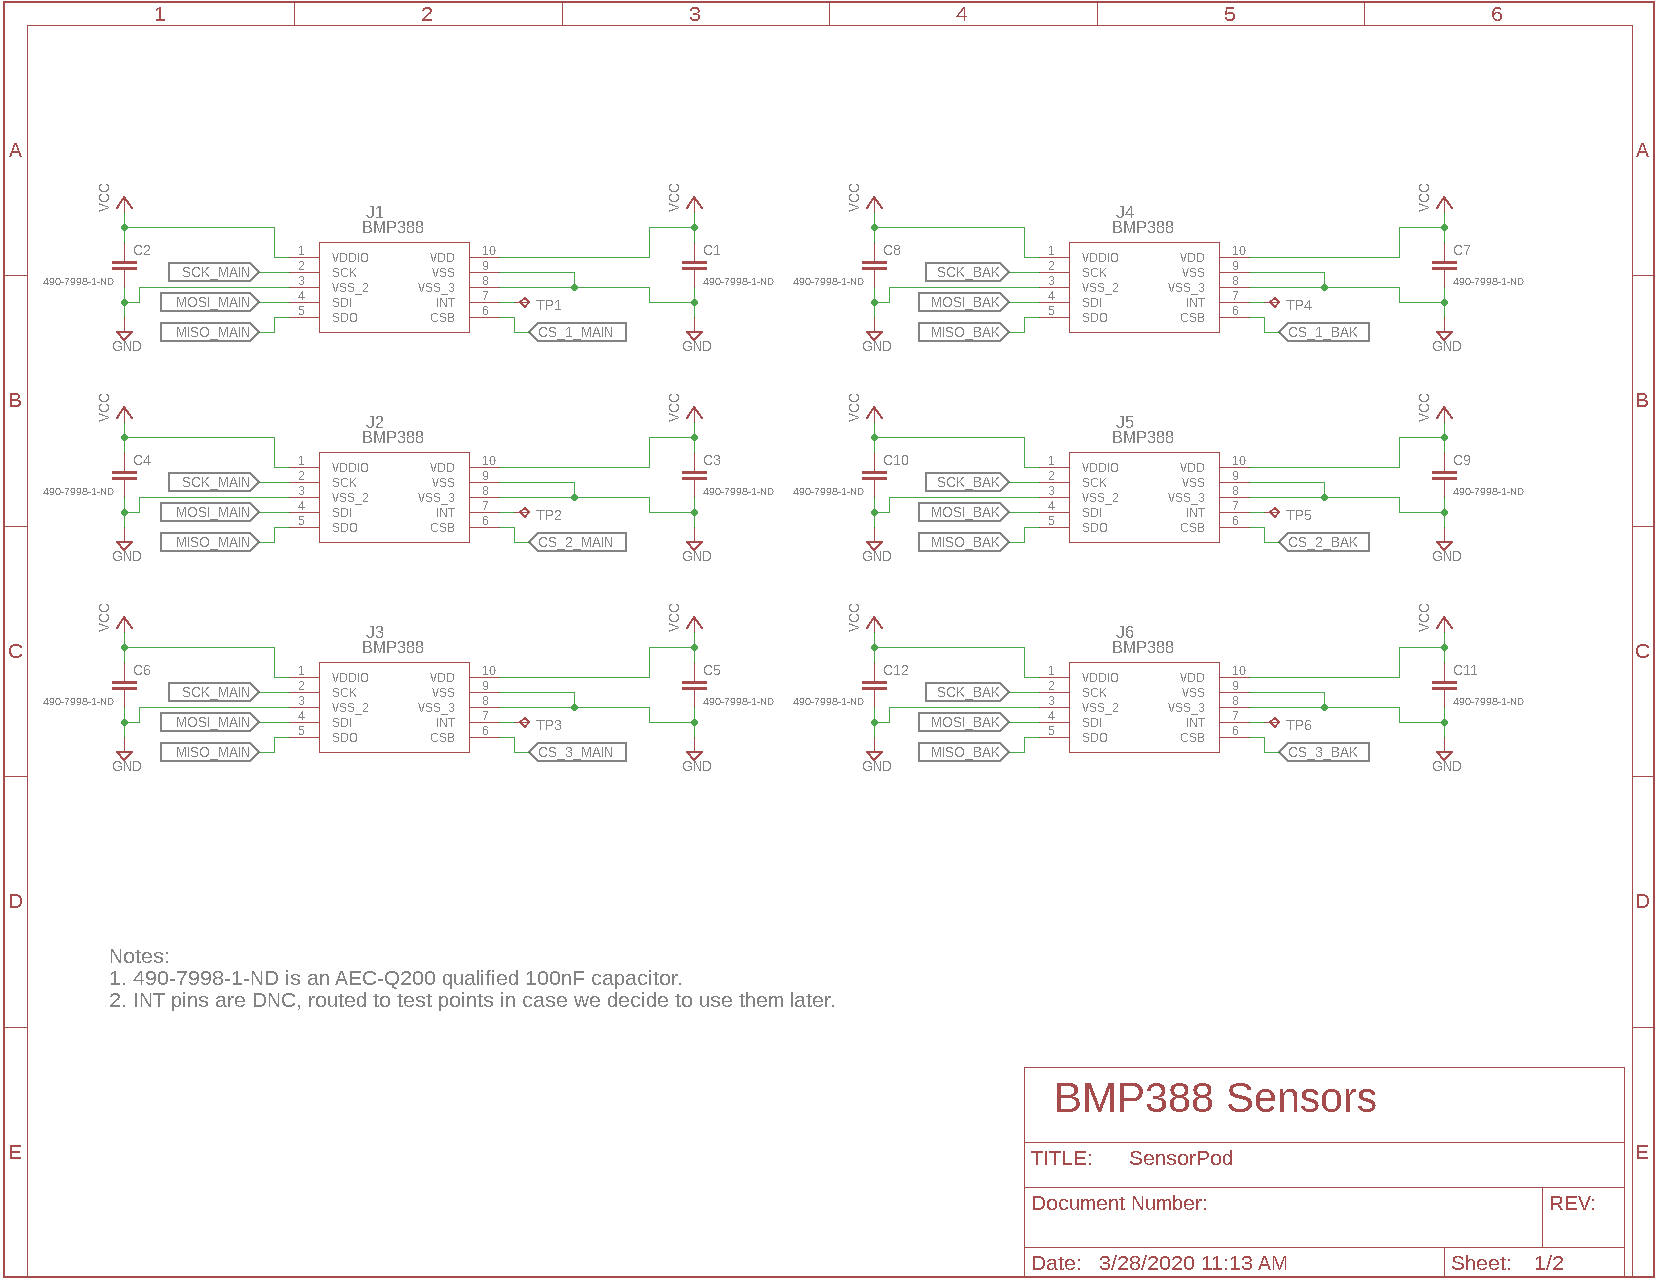 1 2 3 4 5 6
A A
VCC VCC VCC VCC
J1 J4
BMP388 BMP388
C2 1 VDDIO VDD 10 C1 C8 1 VDDIO VDD 10 C7
SCK_MAIN 2 SCK VSS 9 SCK_BAK 2 SCK VSS 9
490-7998-1-ND 3 VSS_2 VSS_3 8 490-7998-1-ND 490-7998-1-ND 3 VSS_2 VSS_3 8 490-7998-1-ND
MOSI_MAIN 4 SDI INT 7 TP1 MOSI_BAK 4 SDI INT 7 TP4
5 SDO CSB 6 5 SDO CSB 6
MISO_MAIN CS_1_MAIN MISO_BAK CS_1_BAK
GND GND GND GND
B B
VCC VCC VCC VCC
J2 J5
BMP388 BMP388
C4 1 VDDIO VDD 10 C3 C10 1 VDDIO VDD 10 C9
SCK_MAIN 2 SCK VSS 9 SCK_BAK 2 SCK VSS 9
490-7998-1-ND 3 VSS_2 VSS_3 8 490-7998-1-ND 490-7998-1-ND 3 VSS_2 VSS_3 8 490-7998-1-ND
MOSI_MAIN 4 SDI INT 7 TP2 MOSI_BAK 4 SDI INT 7 TP5
5 SDO CSB 6 5 SDO CSB 6
MISO_MAIN CS_2_MAIN MISO_BAK CS_2_BAK
GND GND GND GND
VCC VCC VCC VCC
J3 J6
BMP388 BMP388
C C
C6 1 VDDIO VDD 10 C5 C12 1 VDDIO VDD 10 C11
SCK_MAIN 2 SCK VSS 9 SCK_BAK 2 SCK VSS 9
490-7998-1-ND 3 VSS_2 VSS_3 8 490-7998-1-ND 490-7998-1-ND 3 VSS_2 VSS_3 8 490-7998-1-ND
MOSI_MAIN 4 SDI INT 7 TP3 MOSI_BAK 4 SDI INT 7 TP6
5 SDO CSB 6 5 SDO CSB 6
MISO_MAIN CS_3_MAIN MISO_BAK CS_3_BAK
GND GND GND GND
D D
Notes:
1. 490-7998-1-ND is an AEC-Q200 qualified 100nF capacitor.
2. INT pins are DNC, routed to test points in case we decide to use them later.
BMP388 Sensors
E E
TITLE: SensorPod
Document Number: REV:
Date: 3/28/2020 11:13 AM Sheet: 1/2